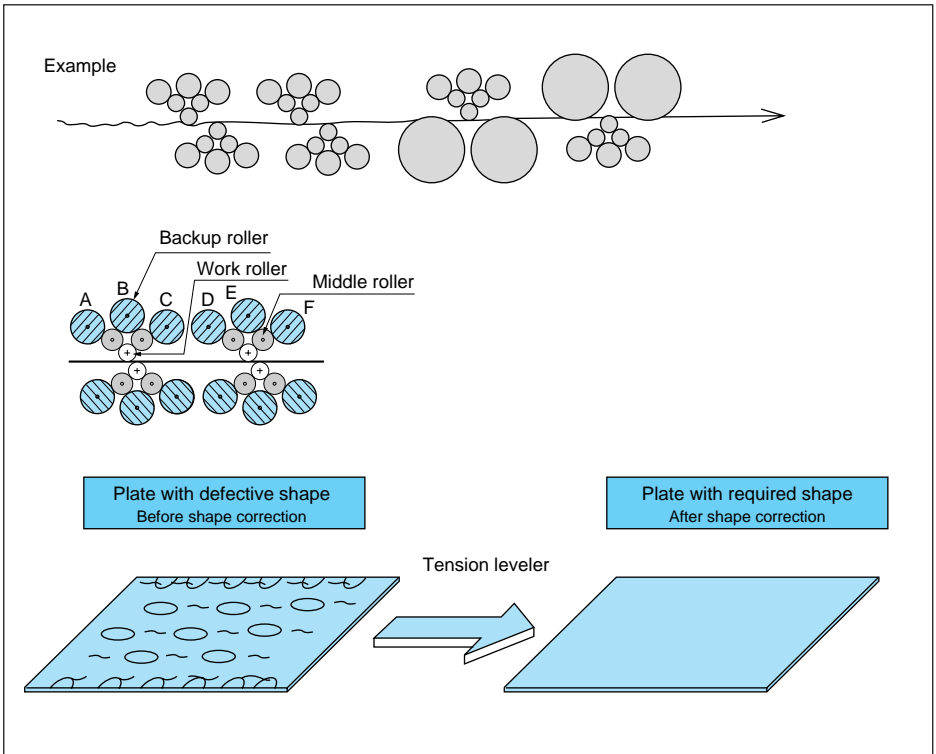 Example
Backup roller
Work roller
Middle roller
A
B
C
D
E
F
Plate with defective shape
Before shape correction
Plate with required shape
After shape correction
Tension leveler